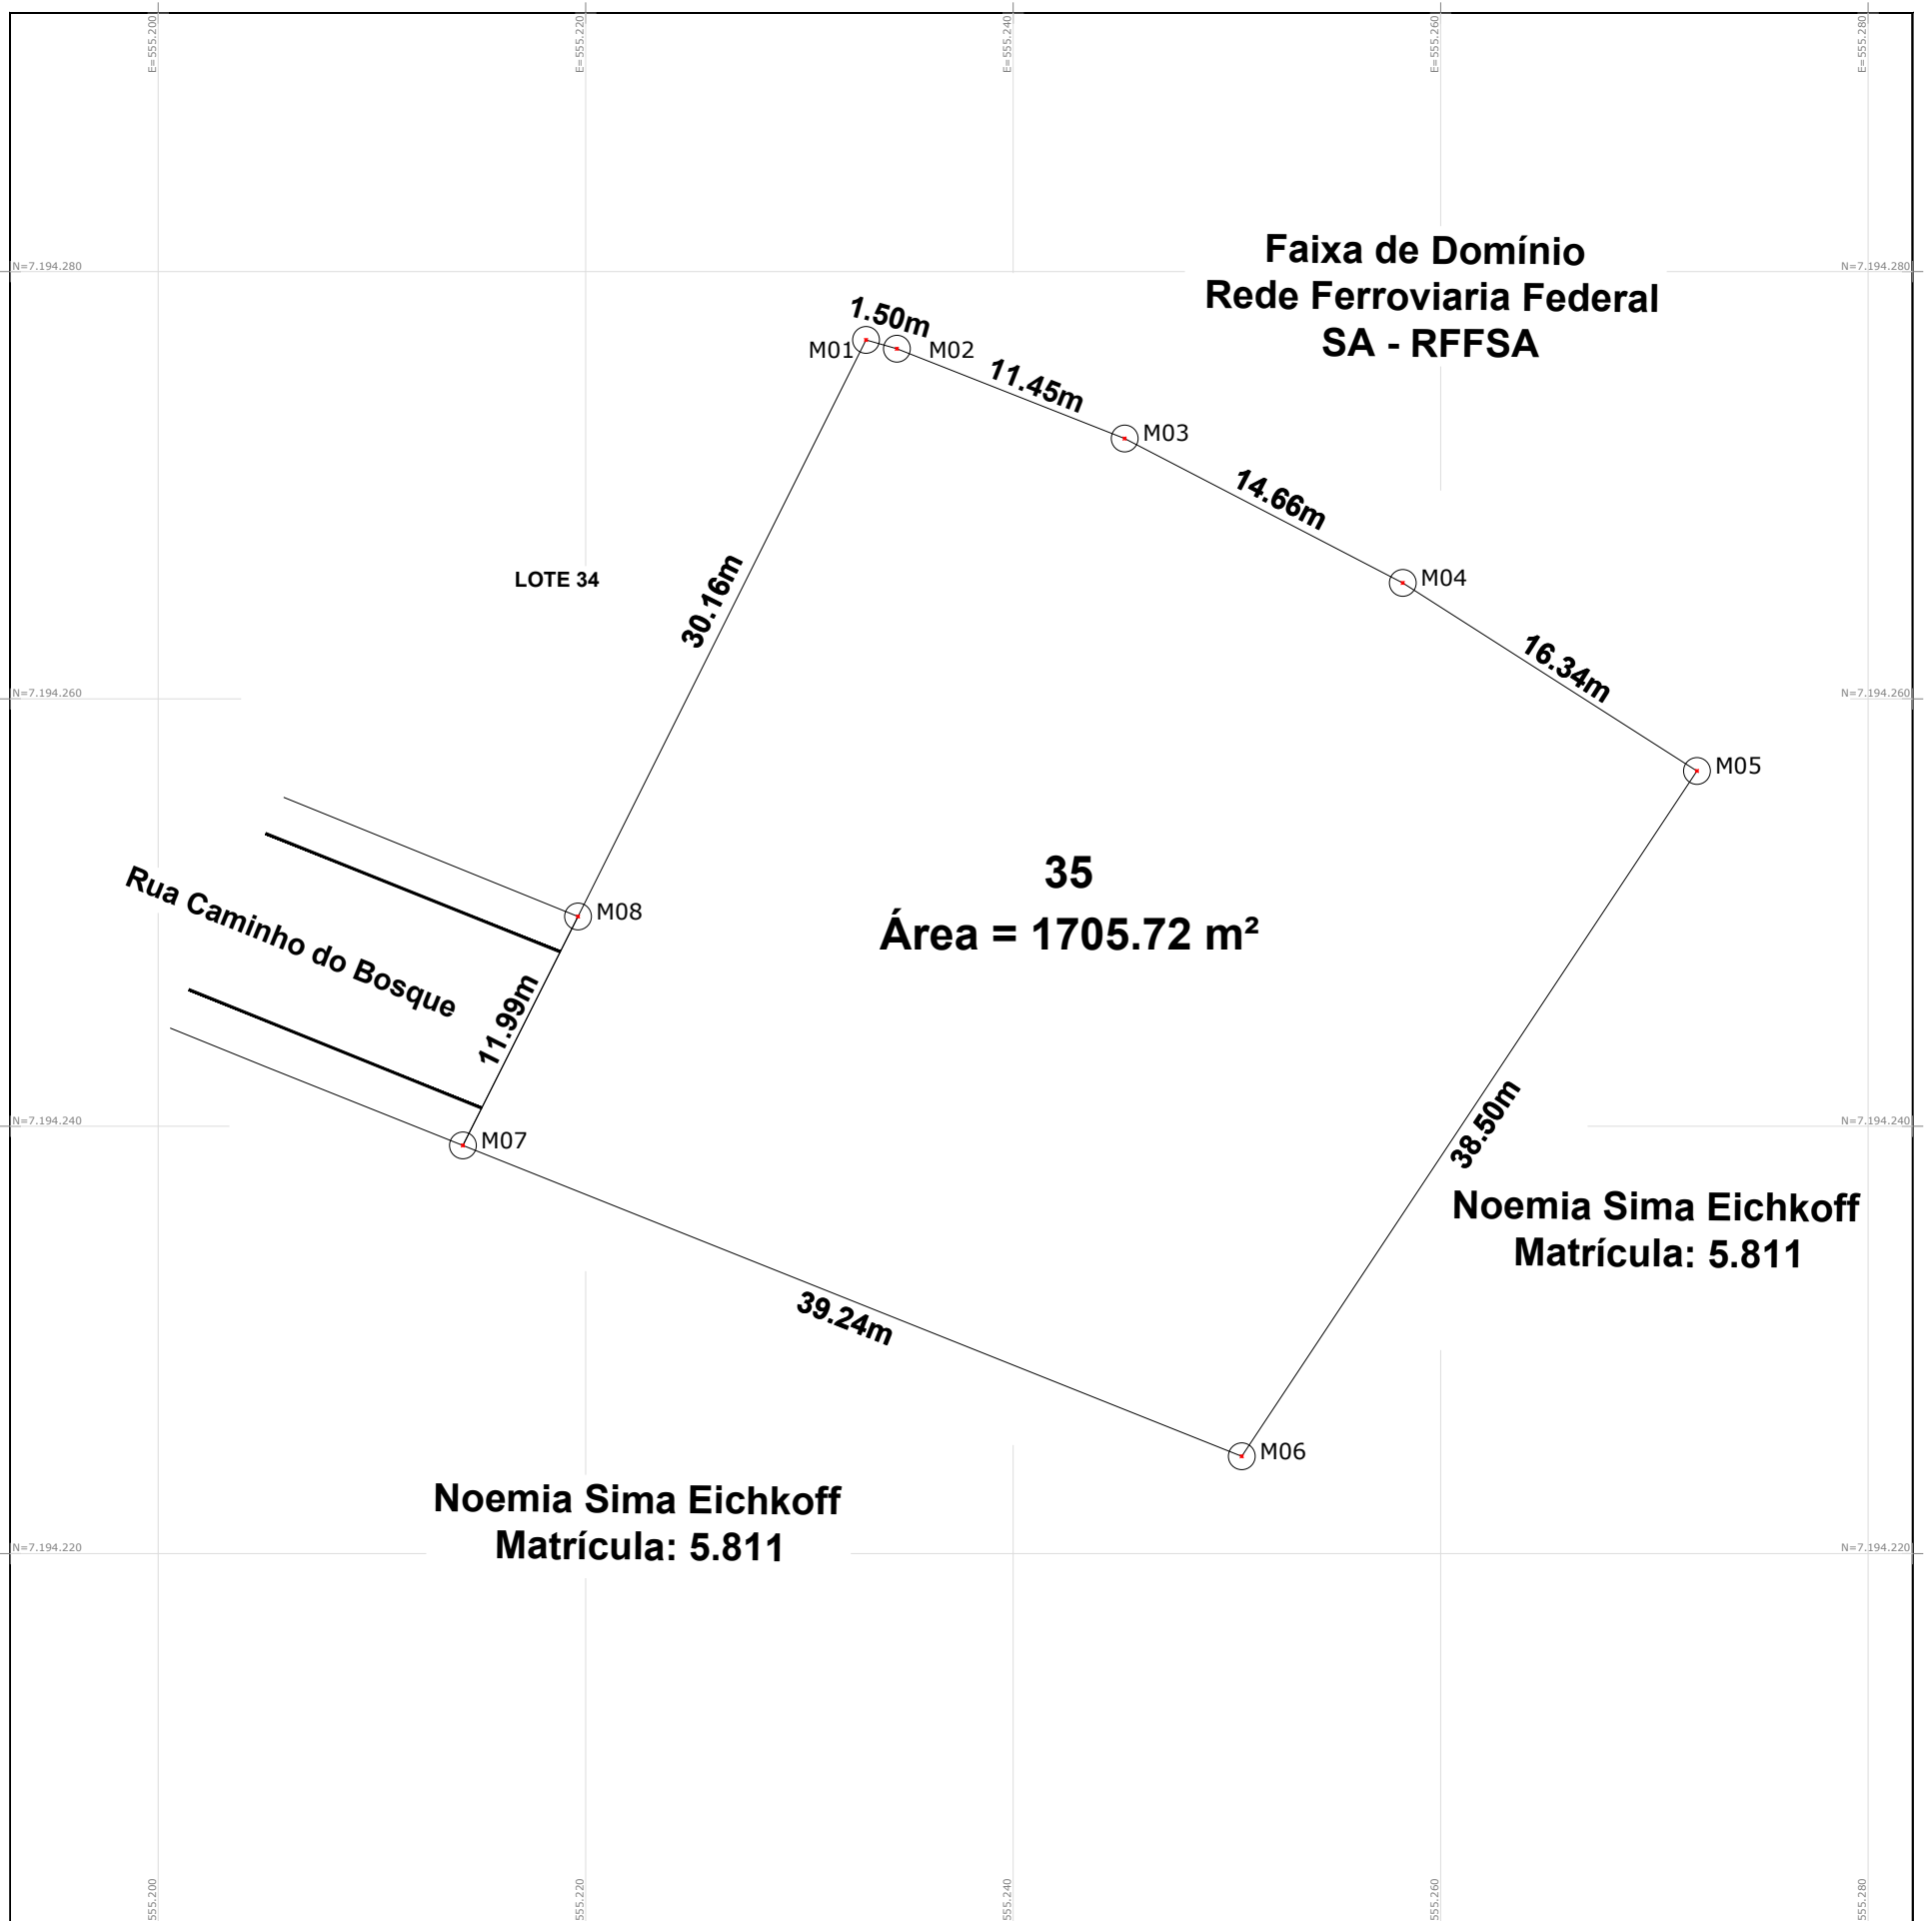 E=555.200
E=555.220
E=555.240
E=555.260
E=555.280
Faixa de Domínio
Rede Ferroviaria Federal
SA - RFFSA
N=7.194.280
N=7.194.280
1.50m
M01
M02
11.45m
M03
14.66m
LOTE 34
30.16m
M04
16.34m
N=7.194.260
N=7.194.260
M05
35
Área = 1705.72 m²
Rua Caminho do Bosque
M08
11.99m
N=7.194.240
N=7.194.240
M07
38.50m
Noemia Sima Eichkoff
Matrícula: 5.811
39.24m
M06
Noemia Sima Eichkoff
Matrícula: 5.811
N=7.194.220
N=7.194.220
555.200
555.220
555.240
555.260
555.280